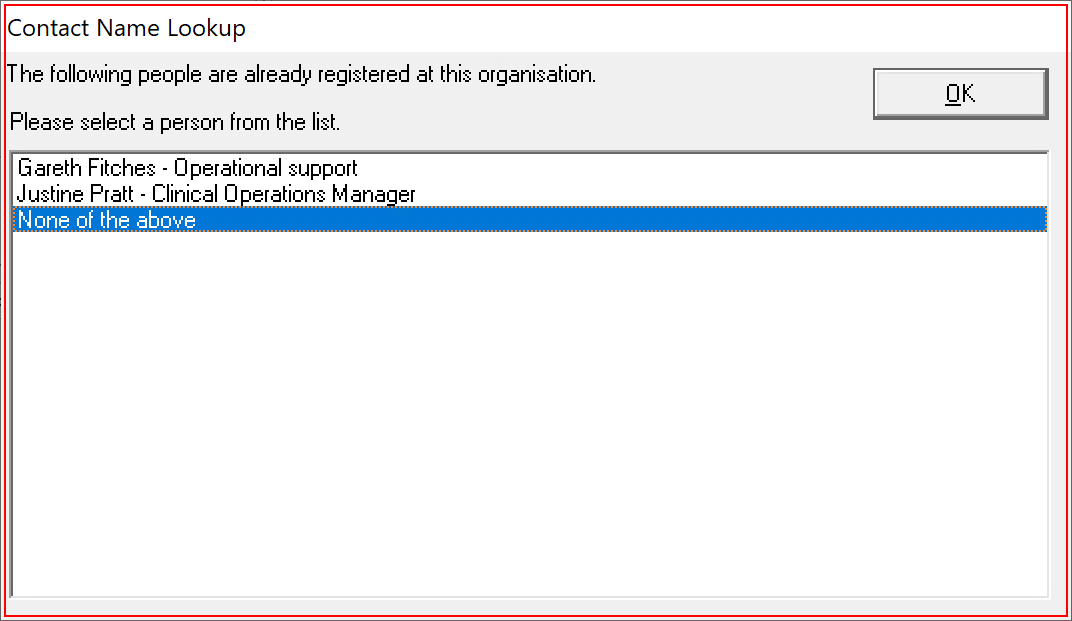 Contact Name Lookup
The following people are already registered at this organisation.
OK
Please select a person from the list.
Gareth Fitches - Operational support
Justine Pratt - Clinical Operations Manager
None of the above